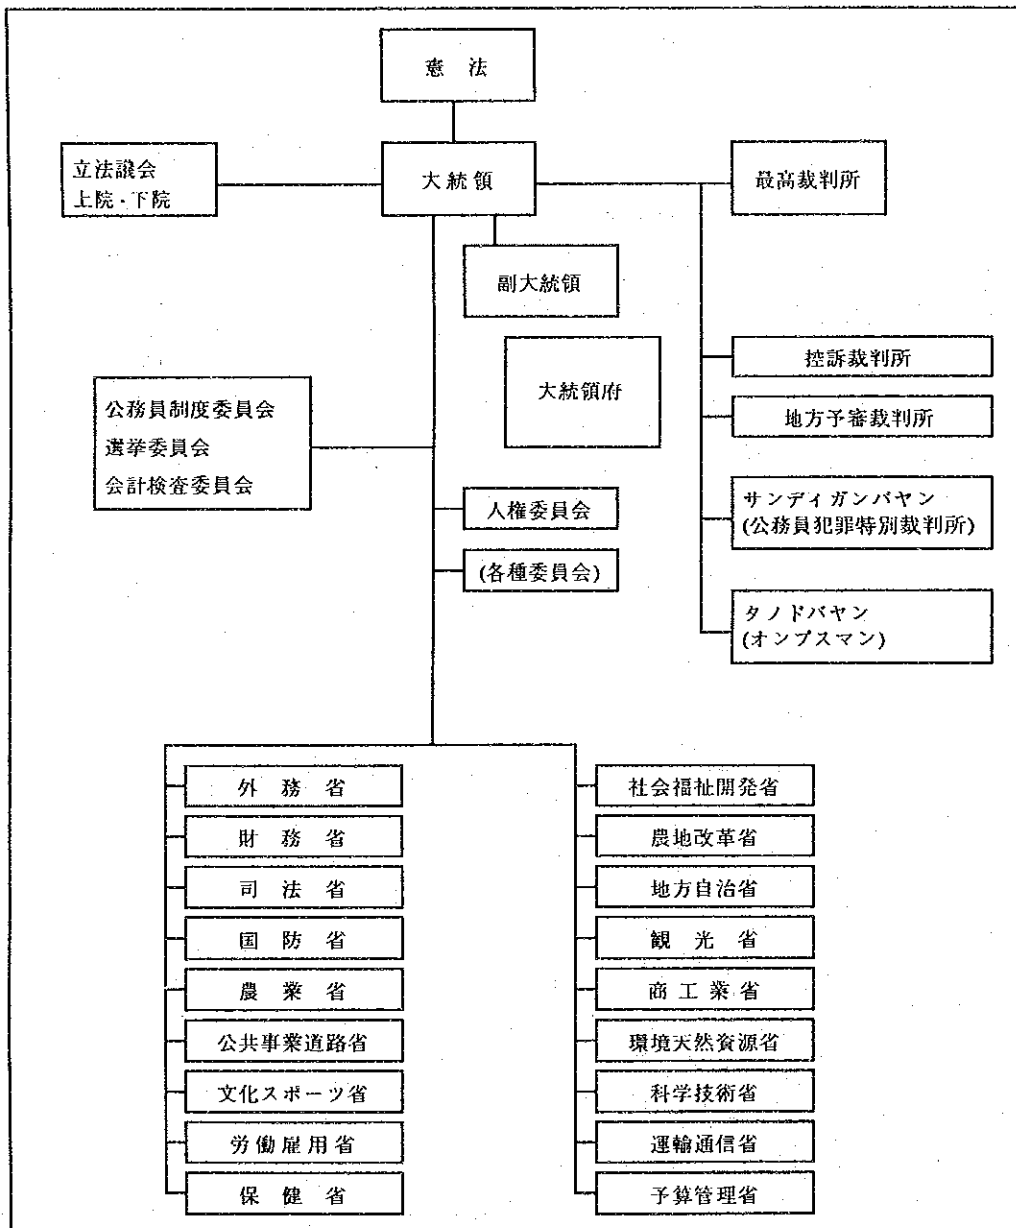 憲法
立法議会
上院・下院
大統領
最高裁判所
副大統領
大統領府
控訴裁判所
地方予審裁判所
公務員制度委員会
選挙委員会
会計検査委員会
サンディガンバヤン
(公務員犯罪特別裁判所)
人権委員会
(各種委員会)
タノドバヤン
(オンブスマン)
外務省
財務省
司法省
国防省
農業省
公共事業道路省
文化スポーツ省
労働雇用省
保健省
社会福祉開発省
農地改革省
地方自治省
観光省
商工業省
環境天然資源省
科学技術省
運輸通信省
予算管理省